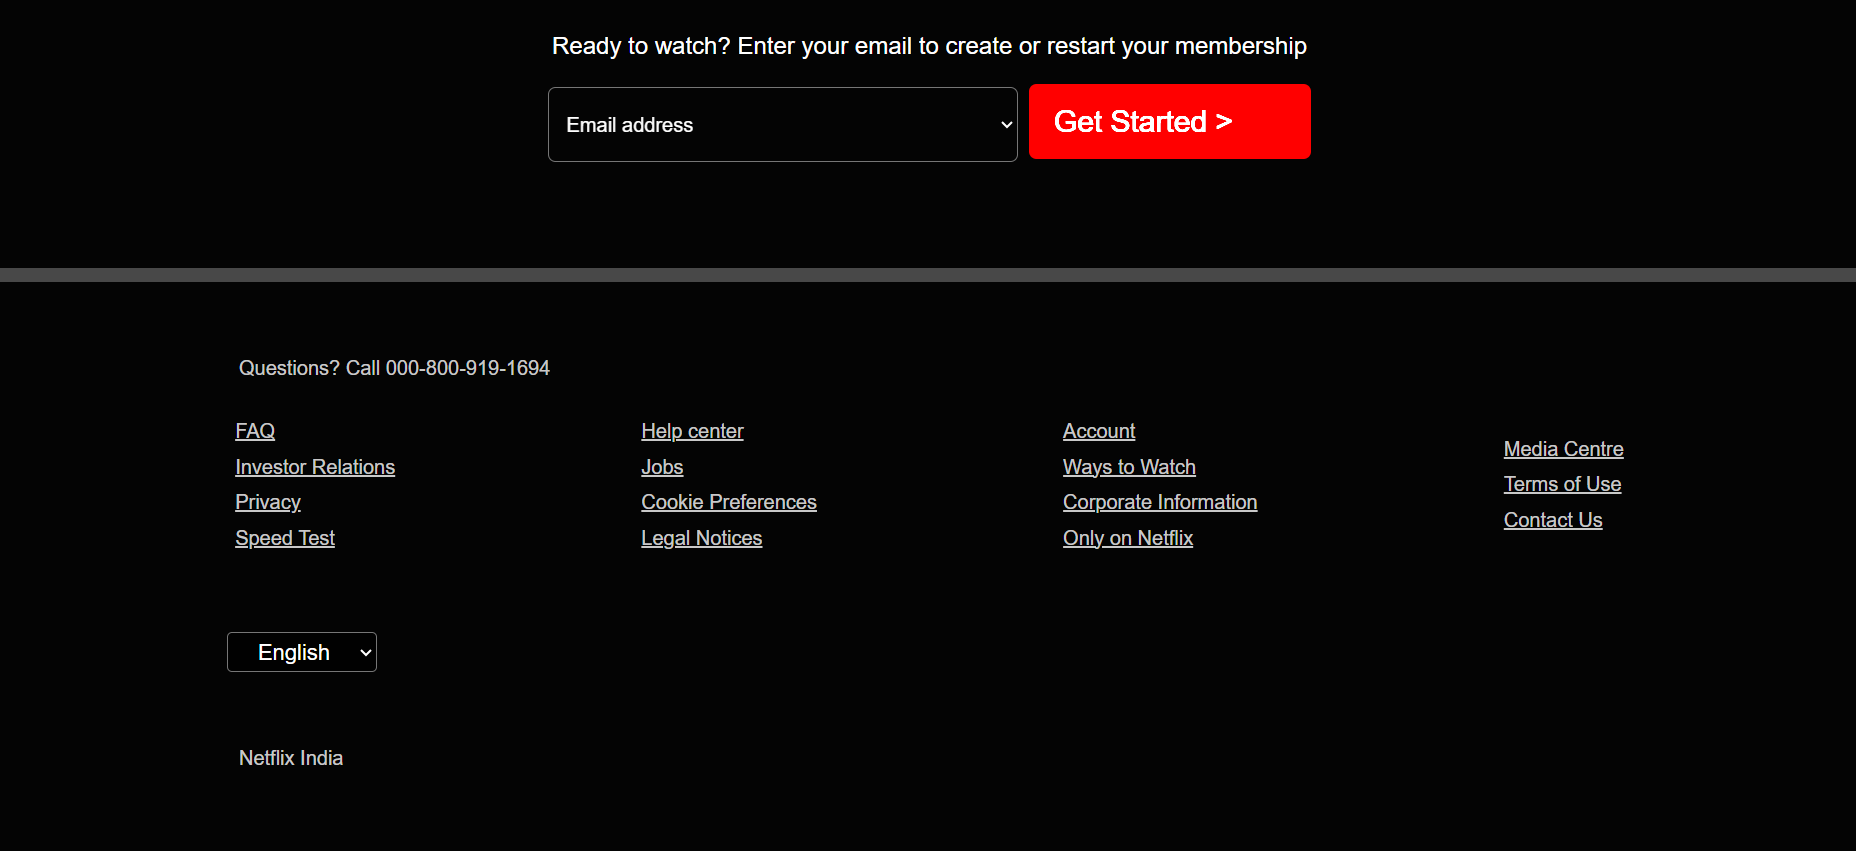 Ready to watch? Enter your email to create or restart your membership
Email address
Get Started >
Questions? Call 000-800-919-1694
FAQ
Investor Relations
Privacy
Speed Test
Help center
Jobs
Cookie Preferences
Legal Notices
Account
Ways to Watch
Corporate Information
Only on Netflix
Media Centre
Terms of Use
Contact Us
English
Netflix India